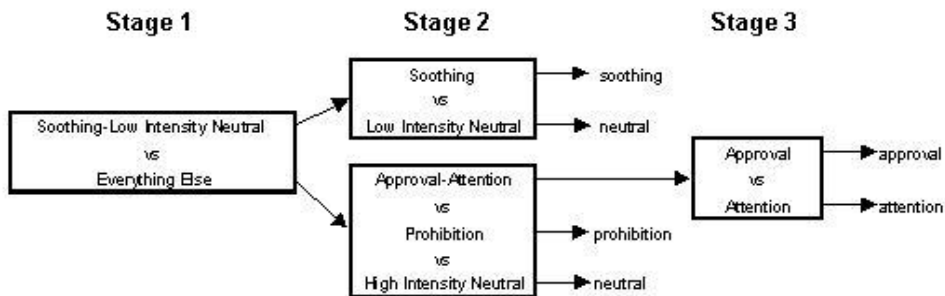 Stage 1
Stage 2
Stage 3
Soothing-Low Intensity Neutral
vs
Everything Else
Soothing
vs
Low Intensity Neutral
soothing
neutral
Approval-Attention
vs
Prohibition
vs
High Intensity Neutral
prohibition
neutral
Approval
vs
Attention
approval
attention